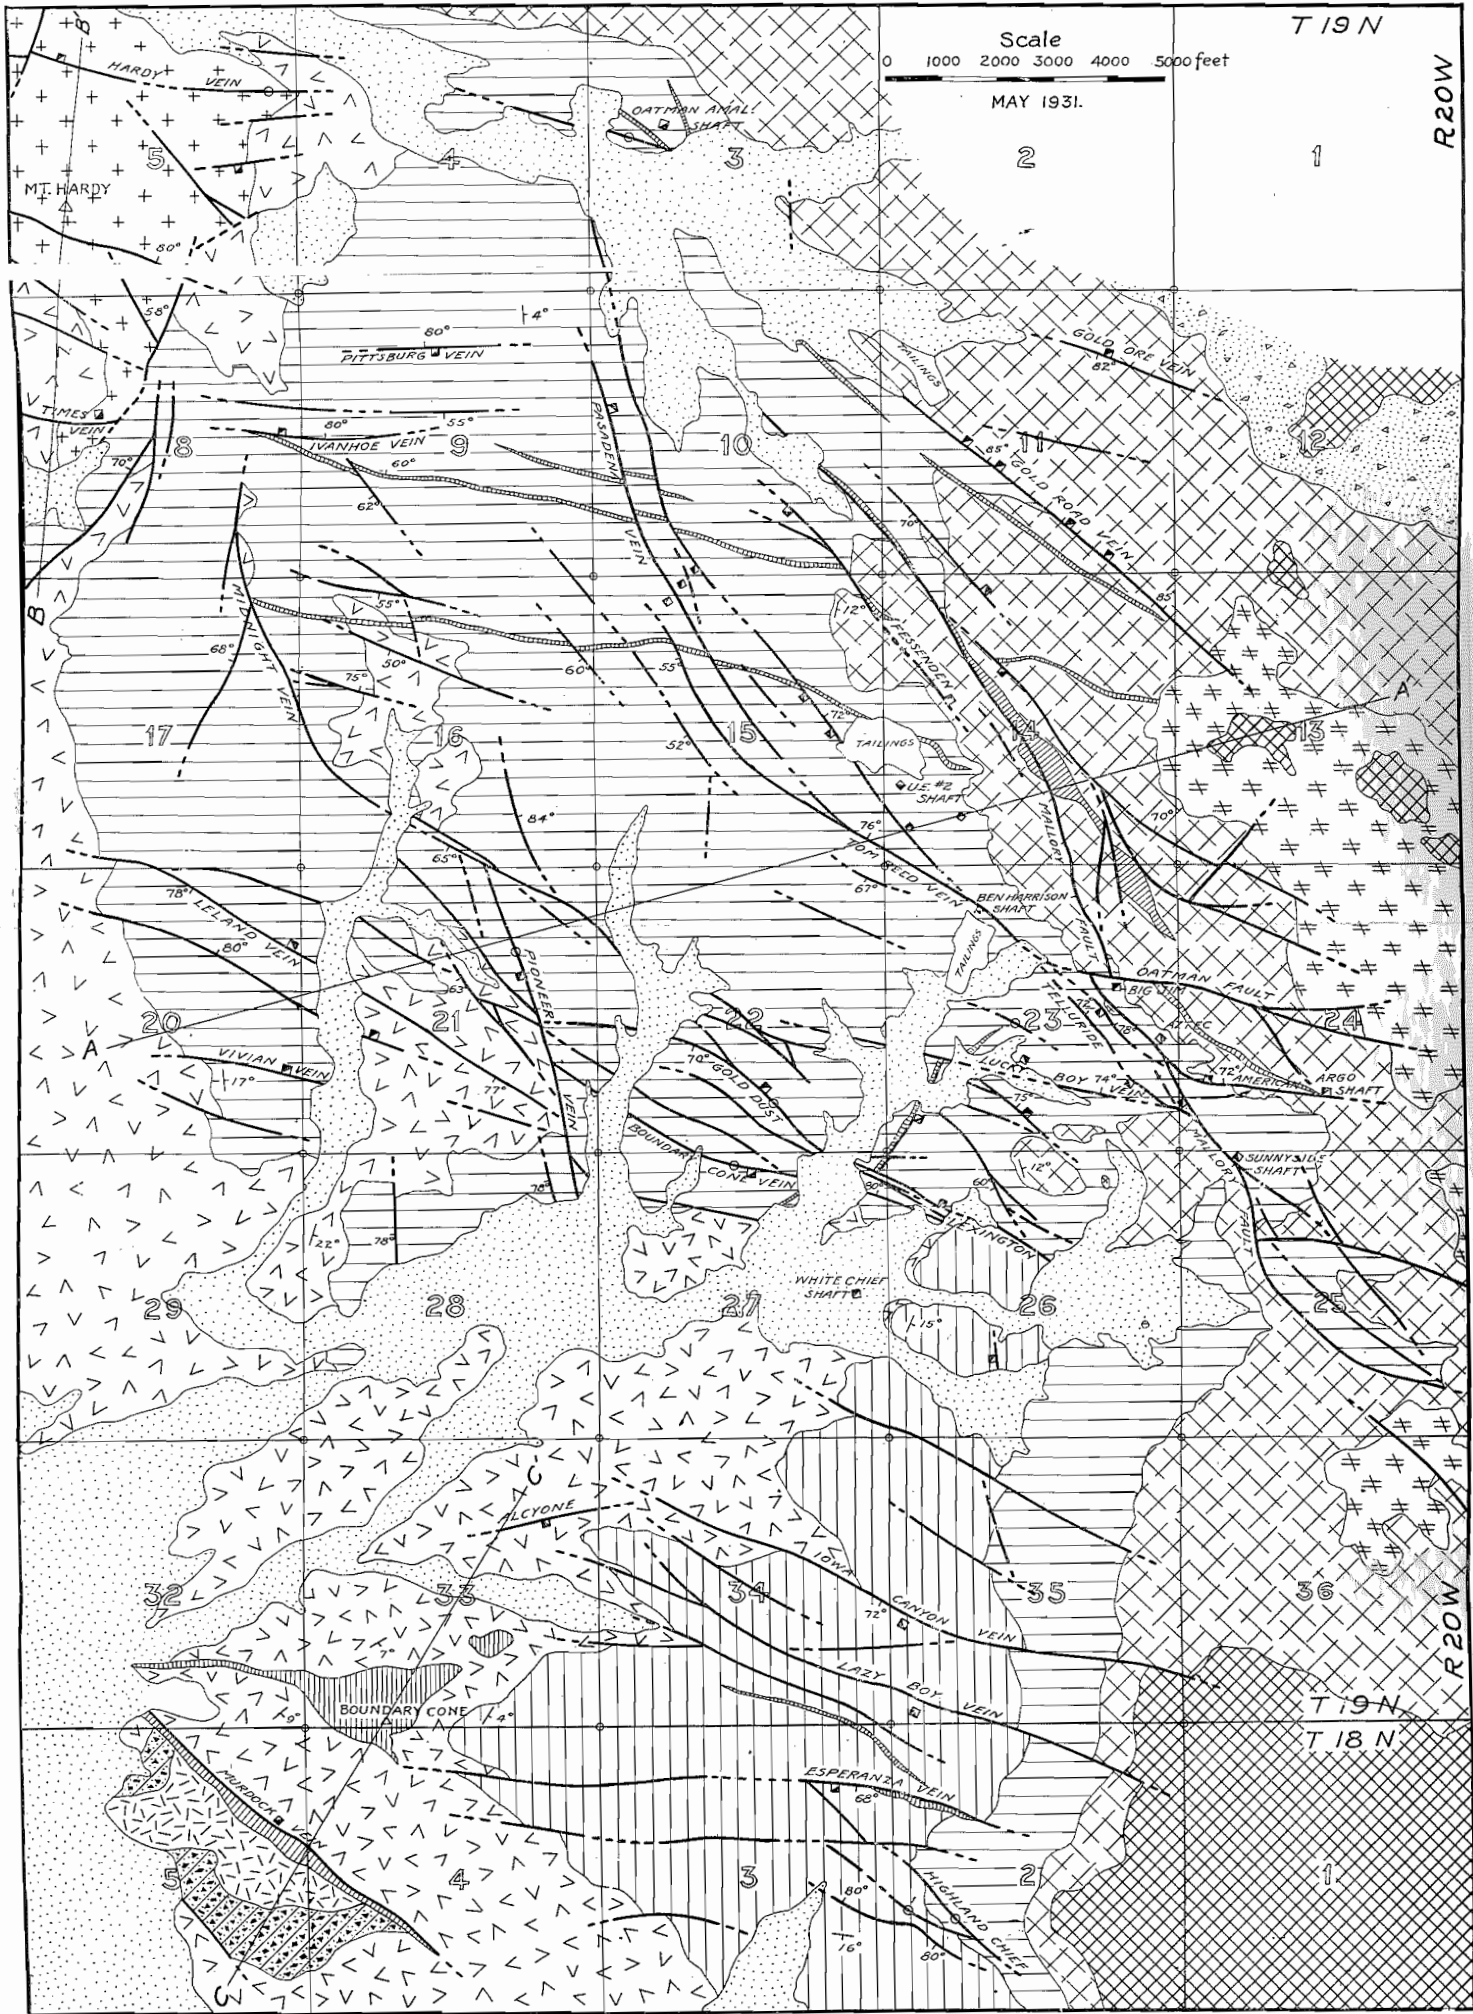 T 19 N
R20W
Scale
0 1000 2000 3000 4000 5000 feet
MAY 1931.
B'
HARDY VEIN
OATMAN AMAL.
SHAFT
5
4
3
2
1
MT. HARDY
80°
58°
4°
80°
PITTSBURG VEIN
TAILINGS
GOLD ORE VEIN
82°
TIMES
VEIN
80°
55°
IVANHOE VEIN
PASADENA
VEIN
8
9
10
11
12
70°
60°
85°
GOLD ROAD VEIN
62°
70°
B
MIDNIGHT VEIN
55°
12°
FESSENDEN
85
68°
50°
75°
60°
55°
72°
A'
17
16
15
14
13
52°
TAILINGS
U.E. #2
SHAFT
84°
76°
MALLORY
FAULT
70°
65°
TOM REED VEIN
67°
78°
LELAND VEIN
80°
BEN HARRISON
SHAFT
TAILINGS
PIONEER
VEIN
63°
OATMAN FAULT
BIG JIM
TELLURIDE
78°
AZTEC
20
21
22
23
24
A
VIVIAN VEIN
17°
70°
GOLD DUST
LUCKY
BOY
VEIN
74°
72°
AMERICAN
ARGO
SHAFT
77°
75°
BOUNDARY
CONE VEIN
MALLORY
FAULT
SUNNYSIDE
SHAFT
12°
78°
80°
60°
LEXINGTON
22°
78°
WHITE CHIEF
SHAFT
29
28
27
26
25
15°
C'
ALCYONE
IOWA
CANYON
VEIN
32
33
34
35
36
72°
R20W
7°
LAZY
BOY
VEIN
BOUNDARY CONE
9°
4°
T 19 N
T 18 N
MURDOCK VEIN
ESPERANZA VEIN
68°
5
4
3
2
1
HIGHLAND CHIEF
80°
16°
80°